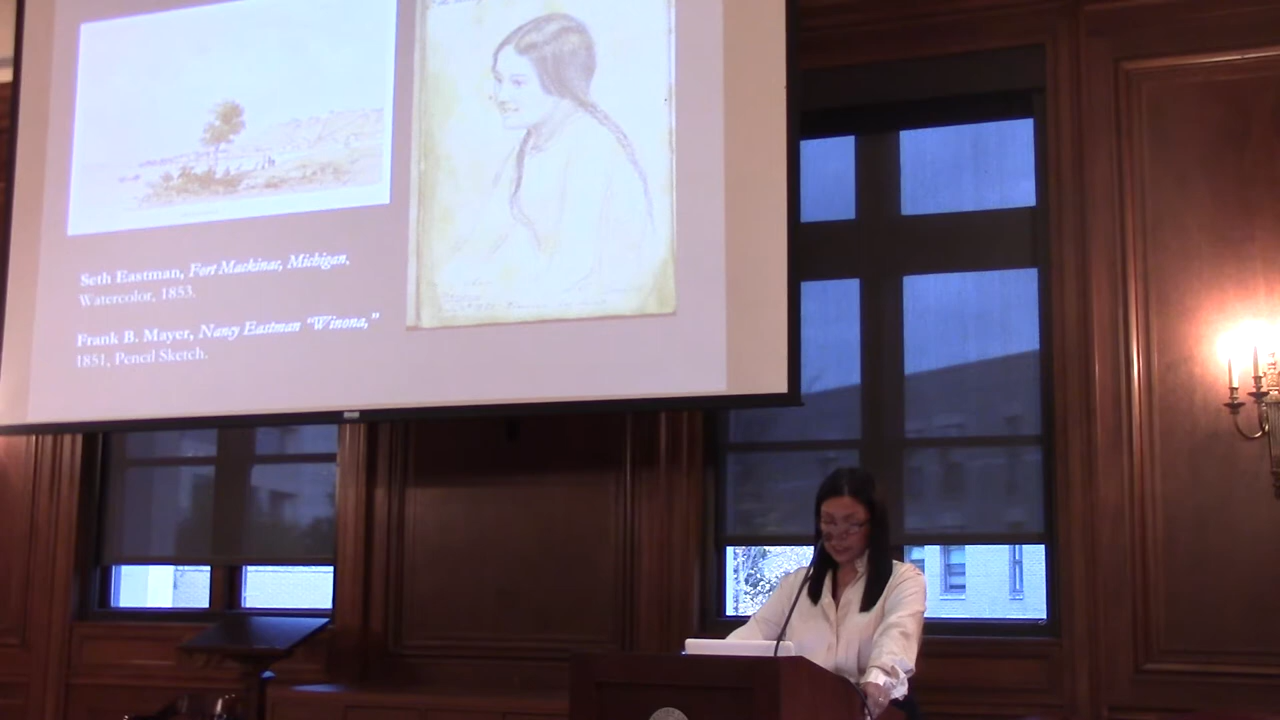 Seth Eastman, Fort Mackinac, Michigan,
Watercolor, 1853.
Frank B. Mayer, Nancy Eastman “Winona,”
1851, Pencil Sketch.